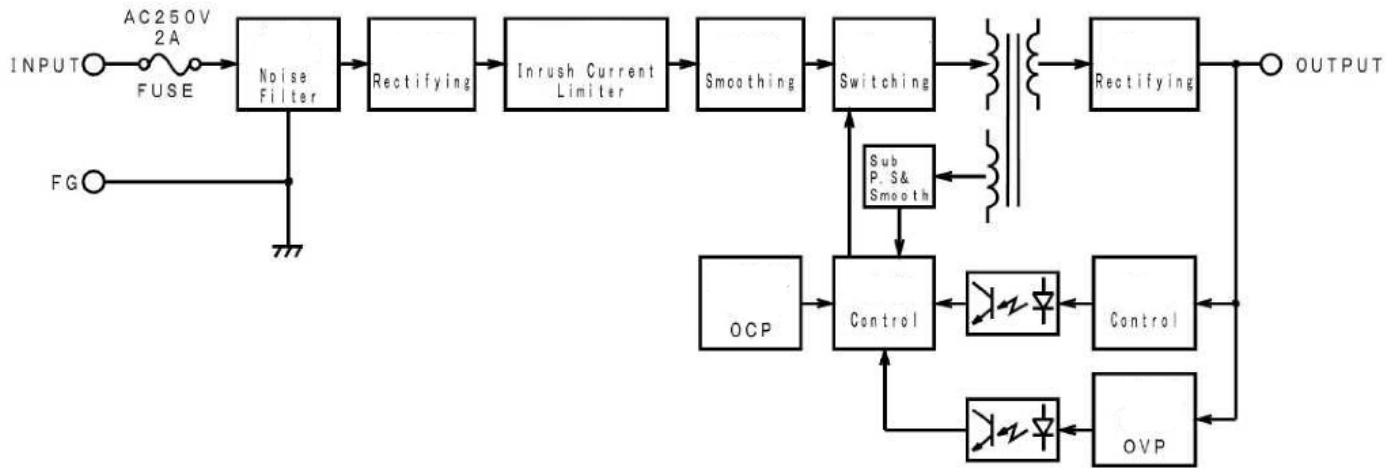 AC250V
2A
INPUT
FUSE
Noise
Filter
Rectifying
Inrush Current
Limiter
Smoothing
Switching
Rectifying
OUTPUT
FG
Sub
P.S&
Smooth
OCP
Control
Control
OVP